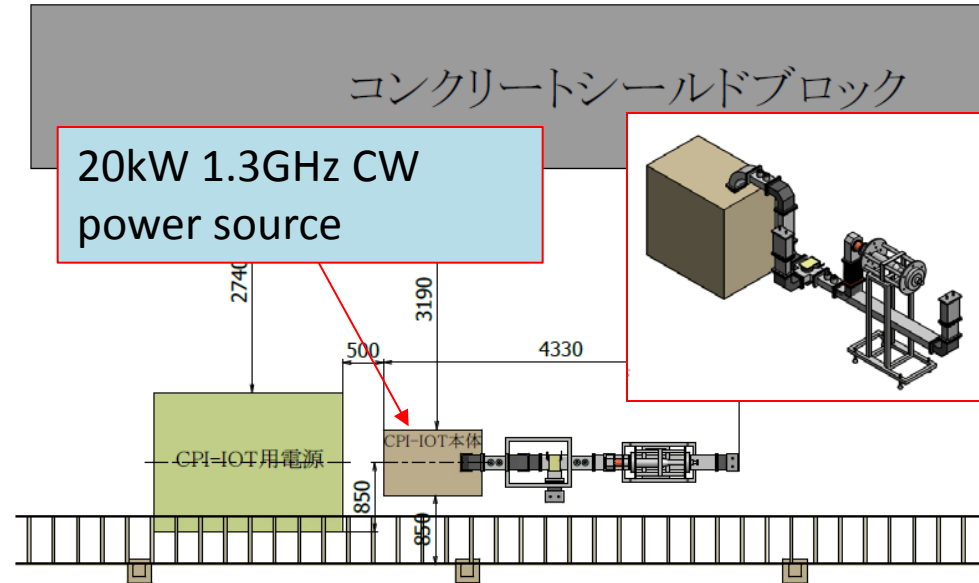 コンクリートシールドブロック
20kW 1.3GHz CW
power source
2740
3190
500
4330
CPI-IOT用電源
CPI-IOT本体
850
850